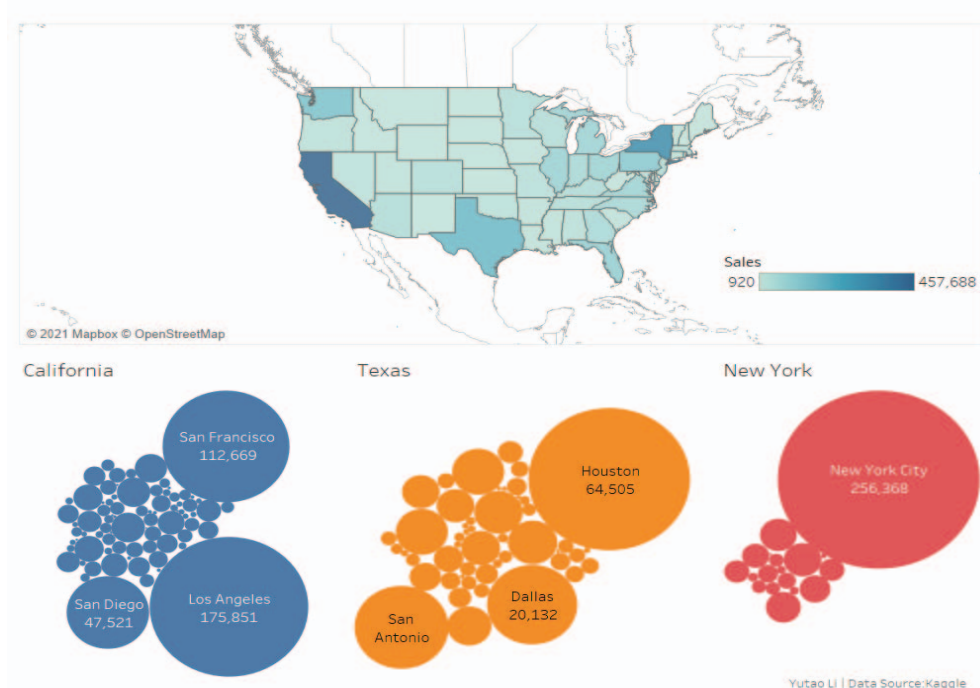 Sales
920
457,688
© 2021 Mapbox © OpenStreetMap
California
Texas
New York
San Francisco
112,669
San Diego
47,521
Los Angeles
175,851
Houston
64,505
Dallas
20,132
San
Antonio
New York City
256,368
Yutao Li | Data Source:Kaggle